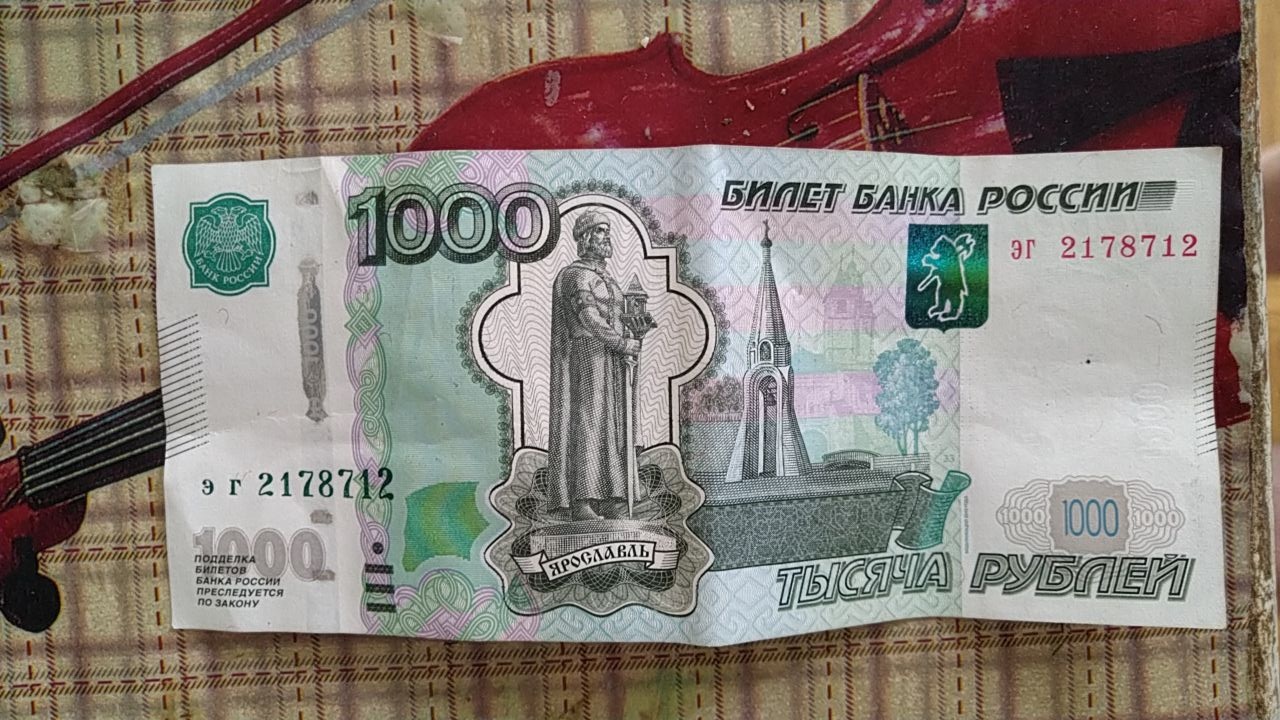 БИЛЕТ БАНКА РОССИИ
1000
эг 2178712
БАНК РОССИИ
1000
эг 2178712
1000
ПОДДЕЛКА
БИЛЕТОВ
БАНКА РОССИИ
ПРЕСЛЕДУЕТСЯ
ПО ЗАКОНУ
ЯРОСЛАВЛЬ
1000 1000 1000
ТЫСЯЧА РУБЛЕЙ